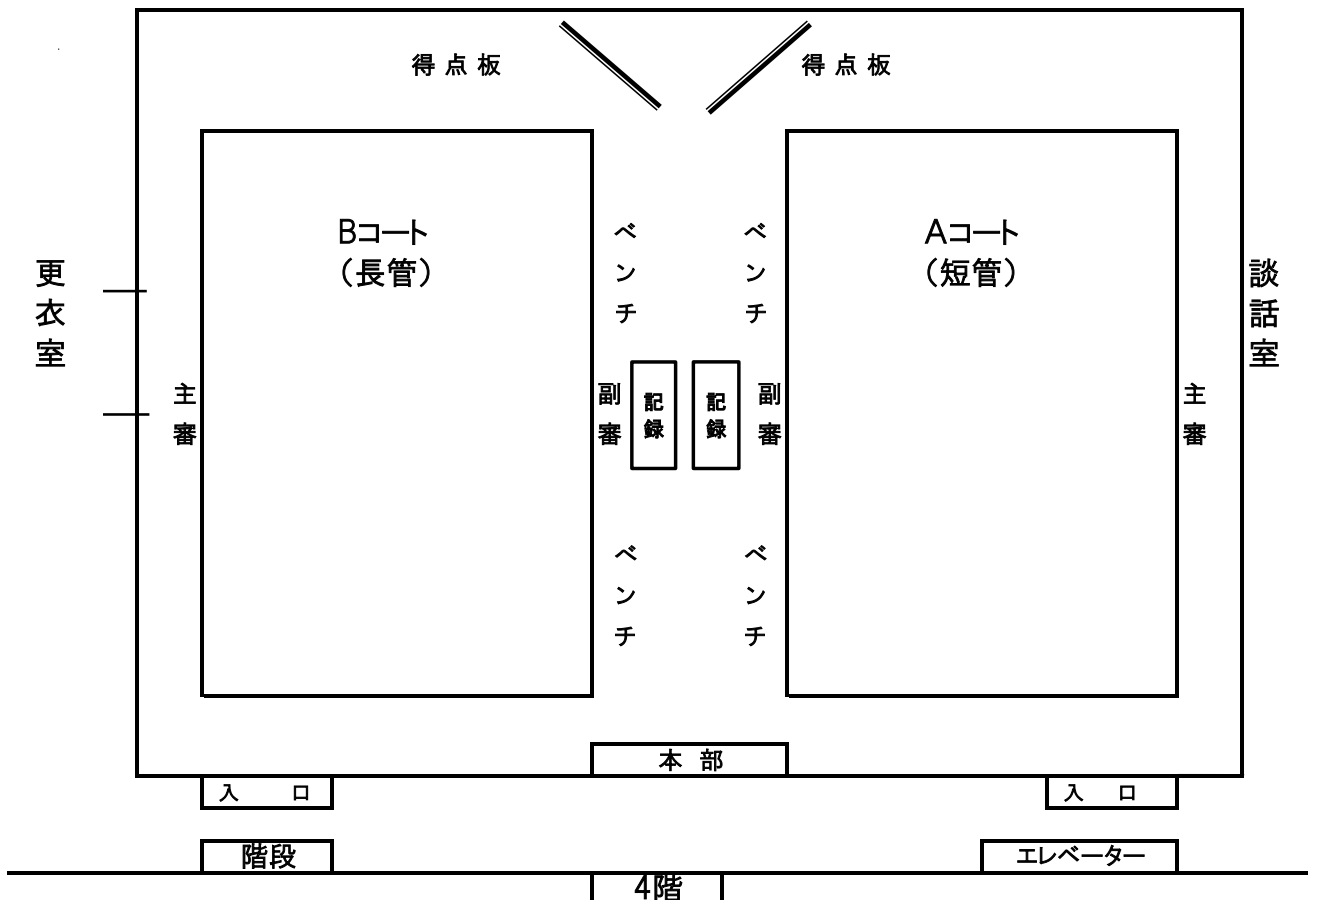 得点板
得点板
Bコート
（長管）
Aコート
（短管）
ベンチ
ベンチ
更衣室
談話室
主審
副審
記録
記録
副審
主審
ベンチ
ベンチ
本部
入口
入口
階段
エレベーター
4階